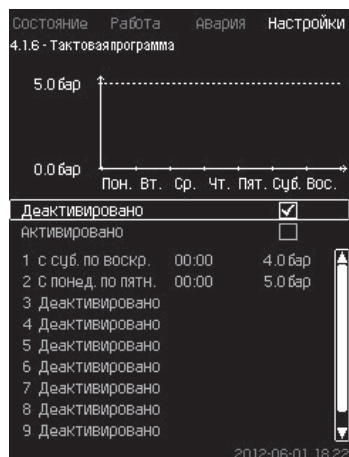 Состояние Работа Авария Настройки
4.1.6 - Тактовая программа
5.0 бар
0.0 бар
Пон. Вт. Ср. Чт. Пят. Суб. Вос.
Деактивировано
Активировано
1 с суб. по воскр. 00:00 4.0 бар
2 С понед. по пятн. 00:00 5.0 бар
3 Деактивировано
4 Деактивировано
5 Деактивировано
6 Деактивировано
7 Деактивировано
8 Деактивировано
9 Деактивировано
2012-06-01 18:22